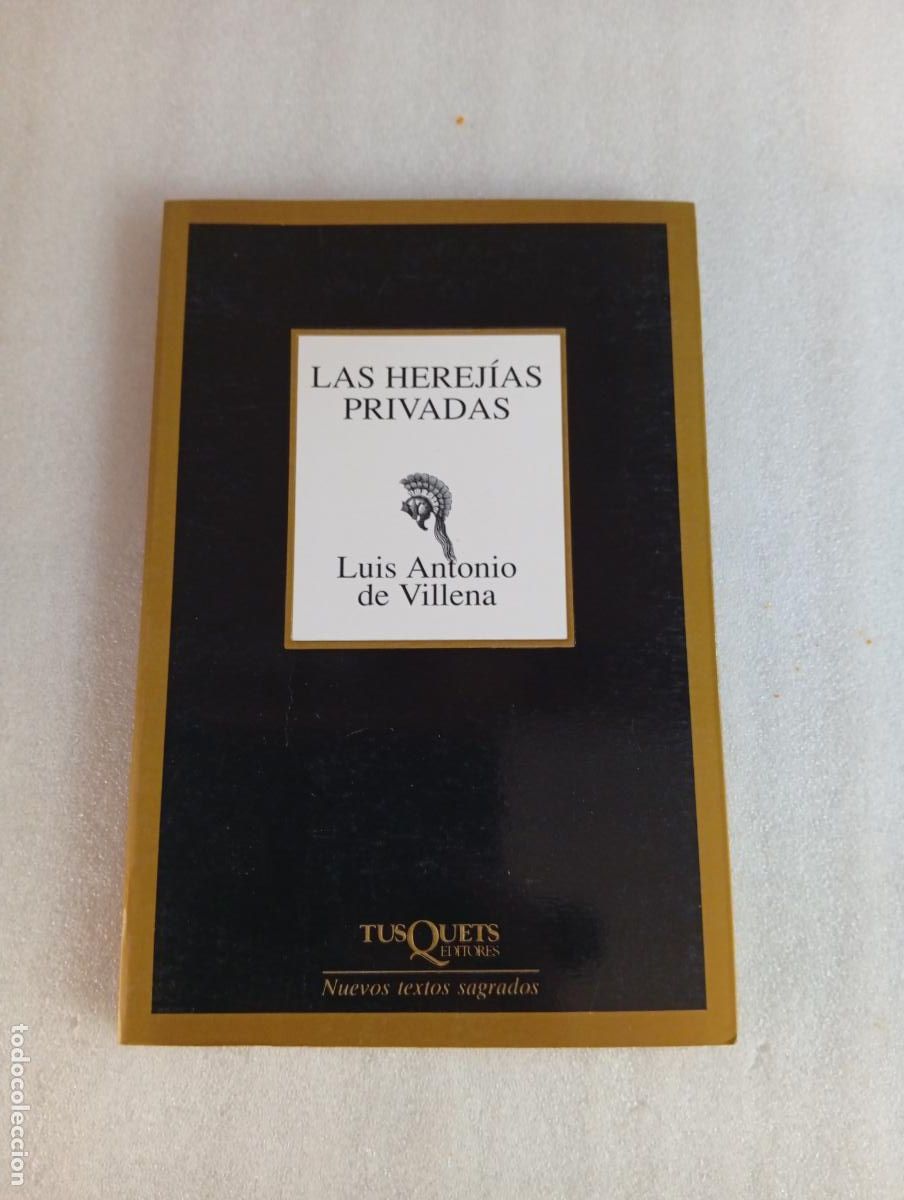 LAS HEREJÍAS
PRIVADAS
Luis Antonio
de Villena
TUSQUETS
EDITORES
Nuevos textos sagrados
todocoleccion